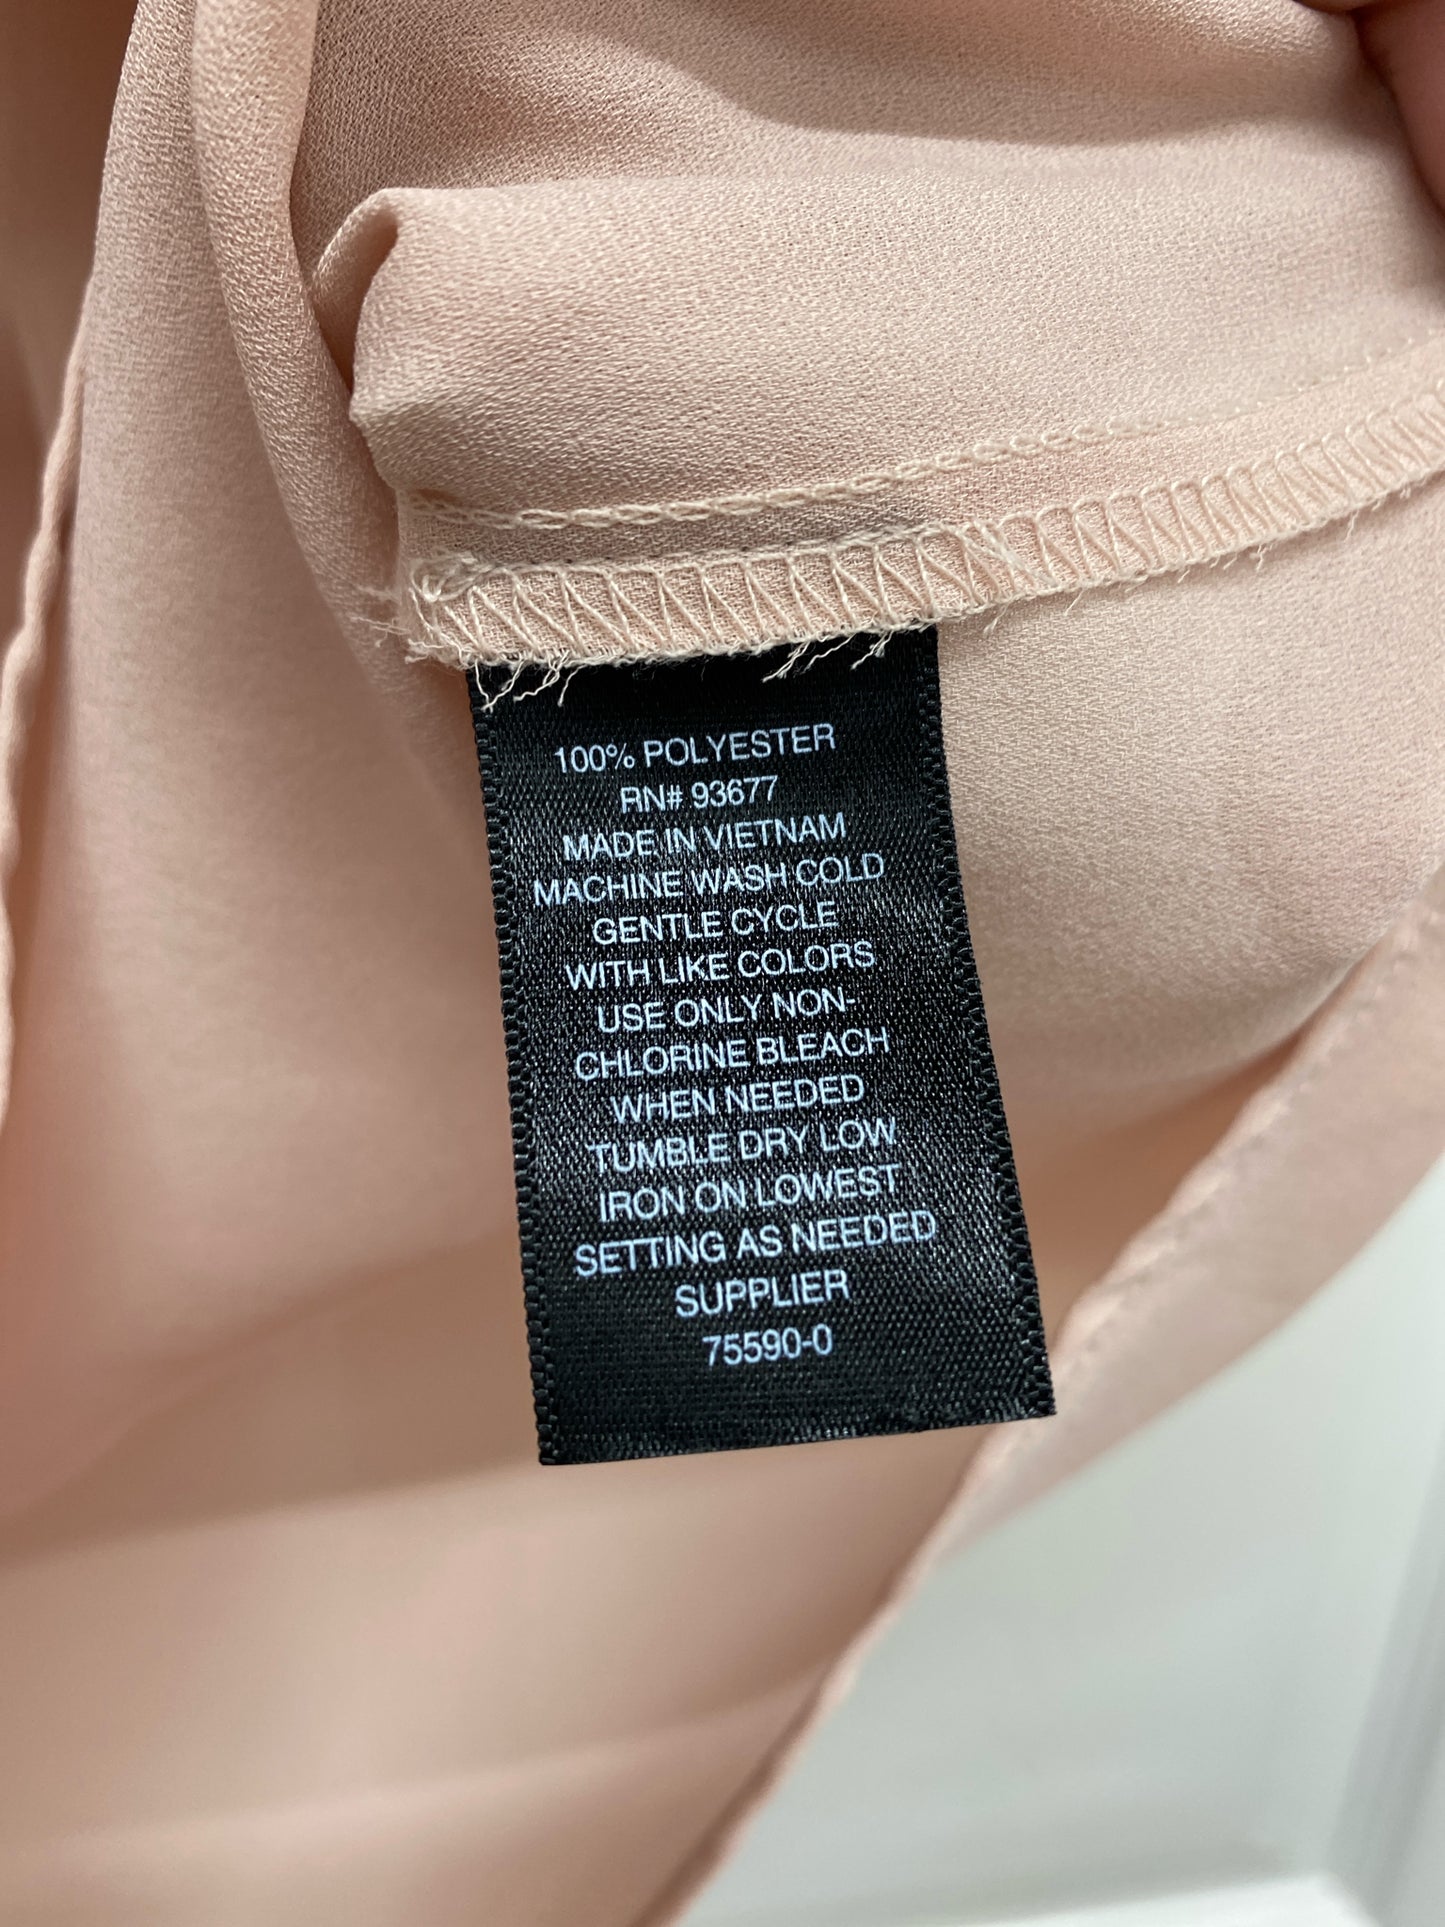 100% POLYESTER
RN# 93677
MADE IN VIETNAM
MACHINE WASH COLD
GENTLE CYCLE
WITH LIKE COLORS
USE ONLY NON-
CHLORINE BLEACH
WHEN NEEDED
TUMBLE DRY LOW
IRON ON LOWEST
SETTING AS NEEDED
SUPPLIER
75590-0